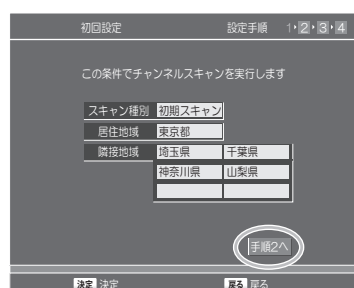 初回設定 設定手順 1・2・3・4
この条件でチャンネルスキャンを実行します
スキャン種別 初期スキャン
居住地域 東京都
隣接地域 埼玉県 千葉県
神奈川県 山梨県
手順2へ
決定 決定 戻る 戻る